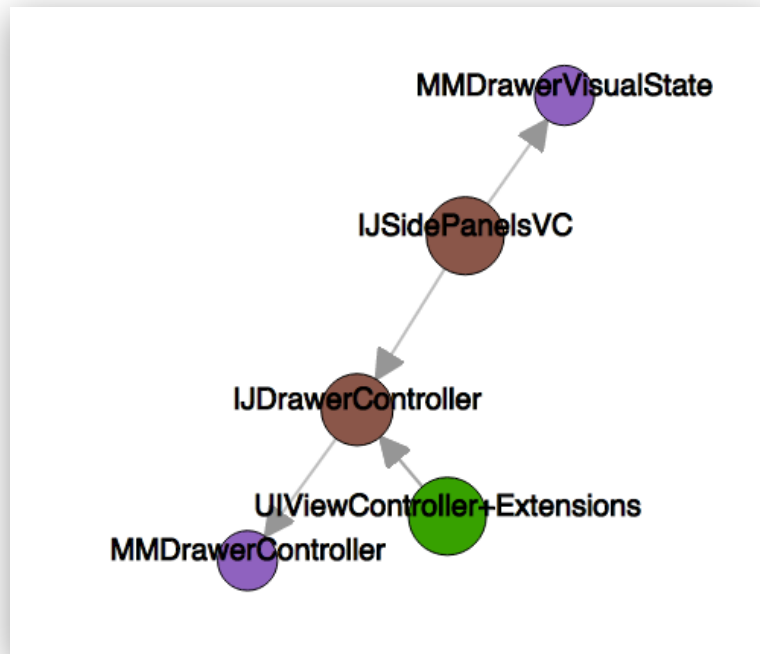 MMDrawerVisualState
IJSidePanelsVC
IJDrawerController
UIViewController+Extensions
MMDrawerController